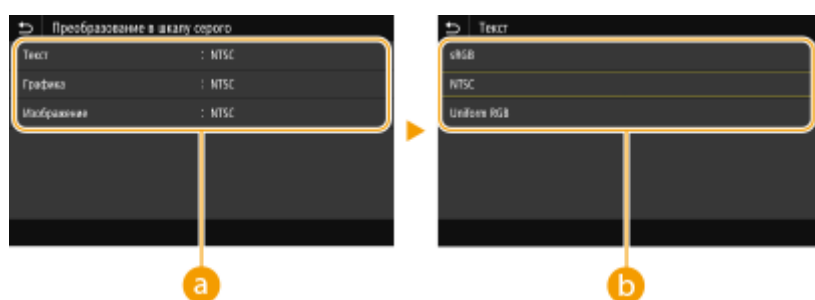 Преобразование в шкалу серого
Текст : NTSC
Графика : NTSC
Изображение : NTSC
a
Текст
sRGB
NTSC
Uniform RGB
b